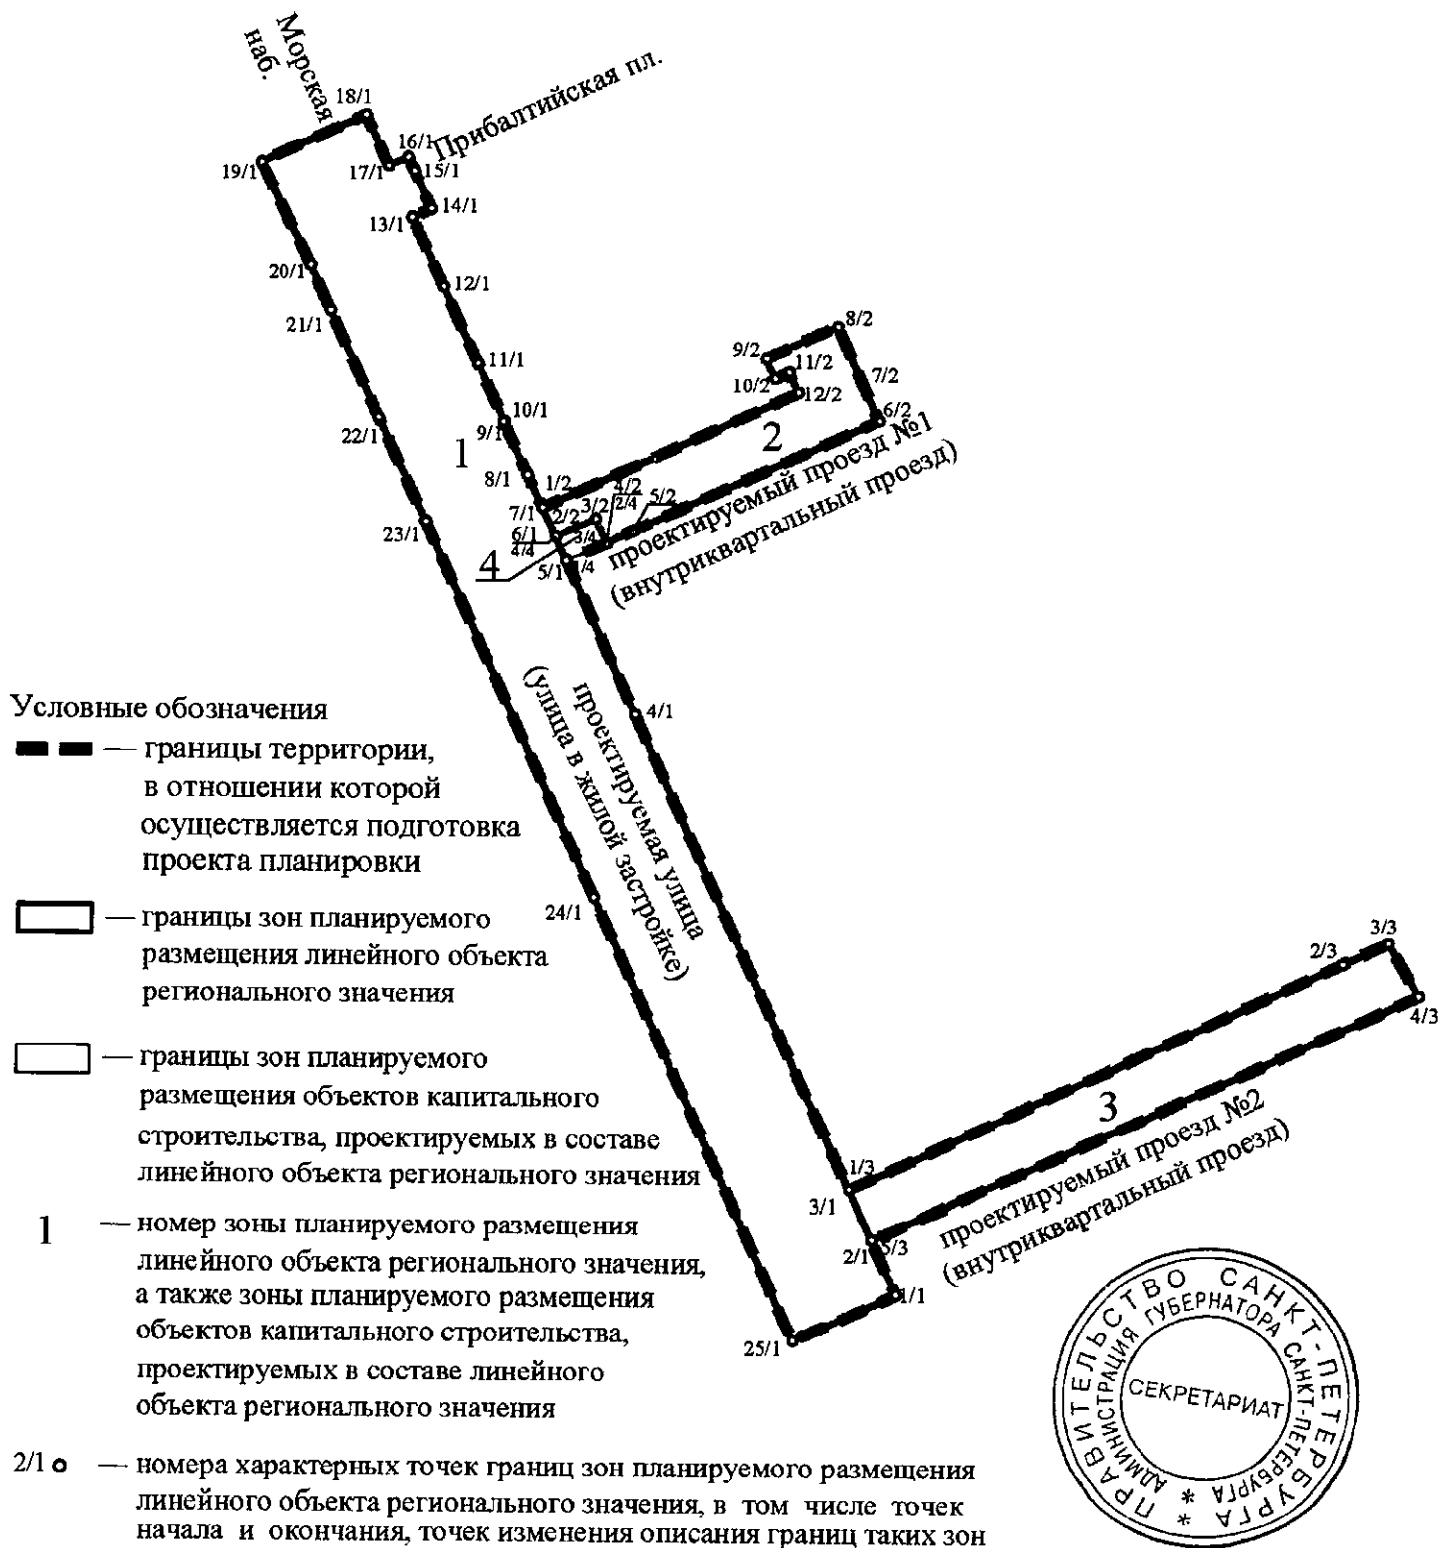 Морская
наб.
Прибалтийская пл.
18/1
16/1
19/1
17/1
15/1
14/1
13/1
20/1
12/1
21/1
8/2
9/2
11/2
11/1
10/2
7/2
12/2
10/1
6/2
22/1
9/1
1
2
8/1
1/2
4/2
7/1
3/2
2/4
5/2
2/2
23/1
6/1
3/4
4/4
4
5/1
1/4
проектируемый проезд №1
(внутриквартальный проезд)
проектируемая улица
(улица в жилой застройке)
4/1
24/1
3/3
2/3
4/3
3
1/3
3/1
2/1
5/3
1/1
25/1
проектируемый проезд №2
(внутриквартальный проезд)
Условные обозначения
— границы территории,
в отношении которой
осуществляется подготовка
проекта планировки
— границы зон планируемого
размещения линейного объекта
регионального значения
— границы зон планируемого
размещения объектов капитального
строительства, проектируемых в составе
линейного объекта регионального значения
1 — номер зоны планируемого размещения
линейного объекта регионального значения,
а также зоны планируемого размещения
объектов капитального строительства,
проектируемых в составе линейного
объекта регионального значения
2/1 — номера характерных точек границ зон планируемого размещения
линейного объекта регионального значения, в том числе точек
начала и окончания, точек изменения описания границ таких зон
ПРАВИТЕЛЬСТВО САНКТ-ПЕТЕРБУРГА *
АДМИНИСТРАЦИЯ ГУБЕРНАТОРА САНКТ-ПЕТЕРБУРГА *
СЕКРЕТАРИАТ